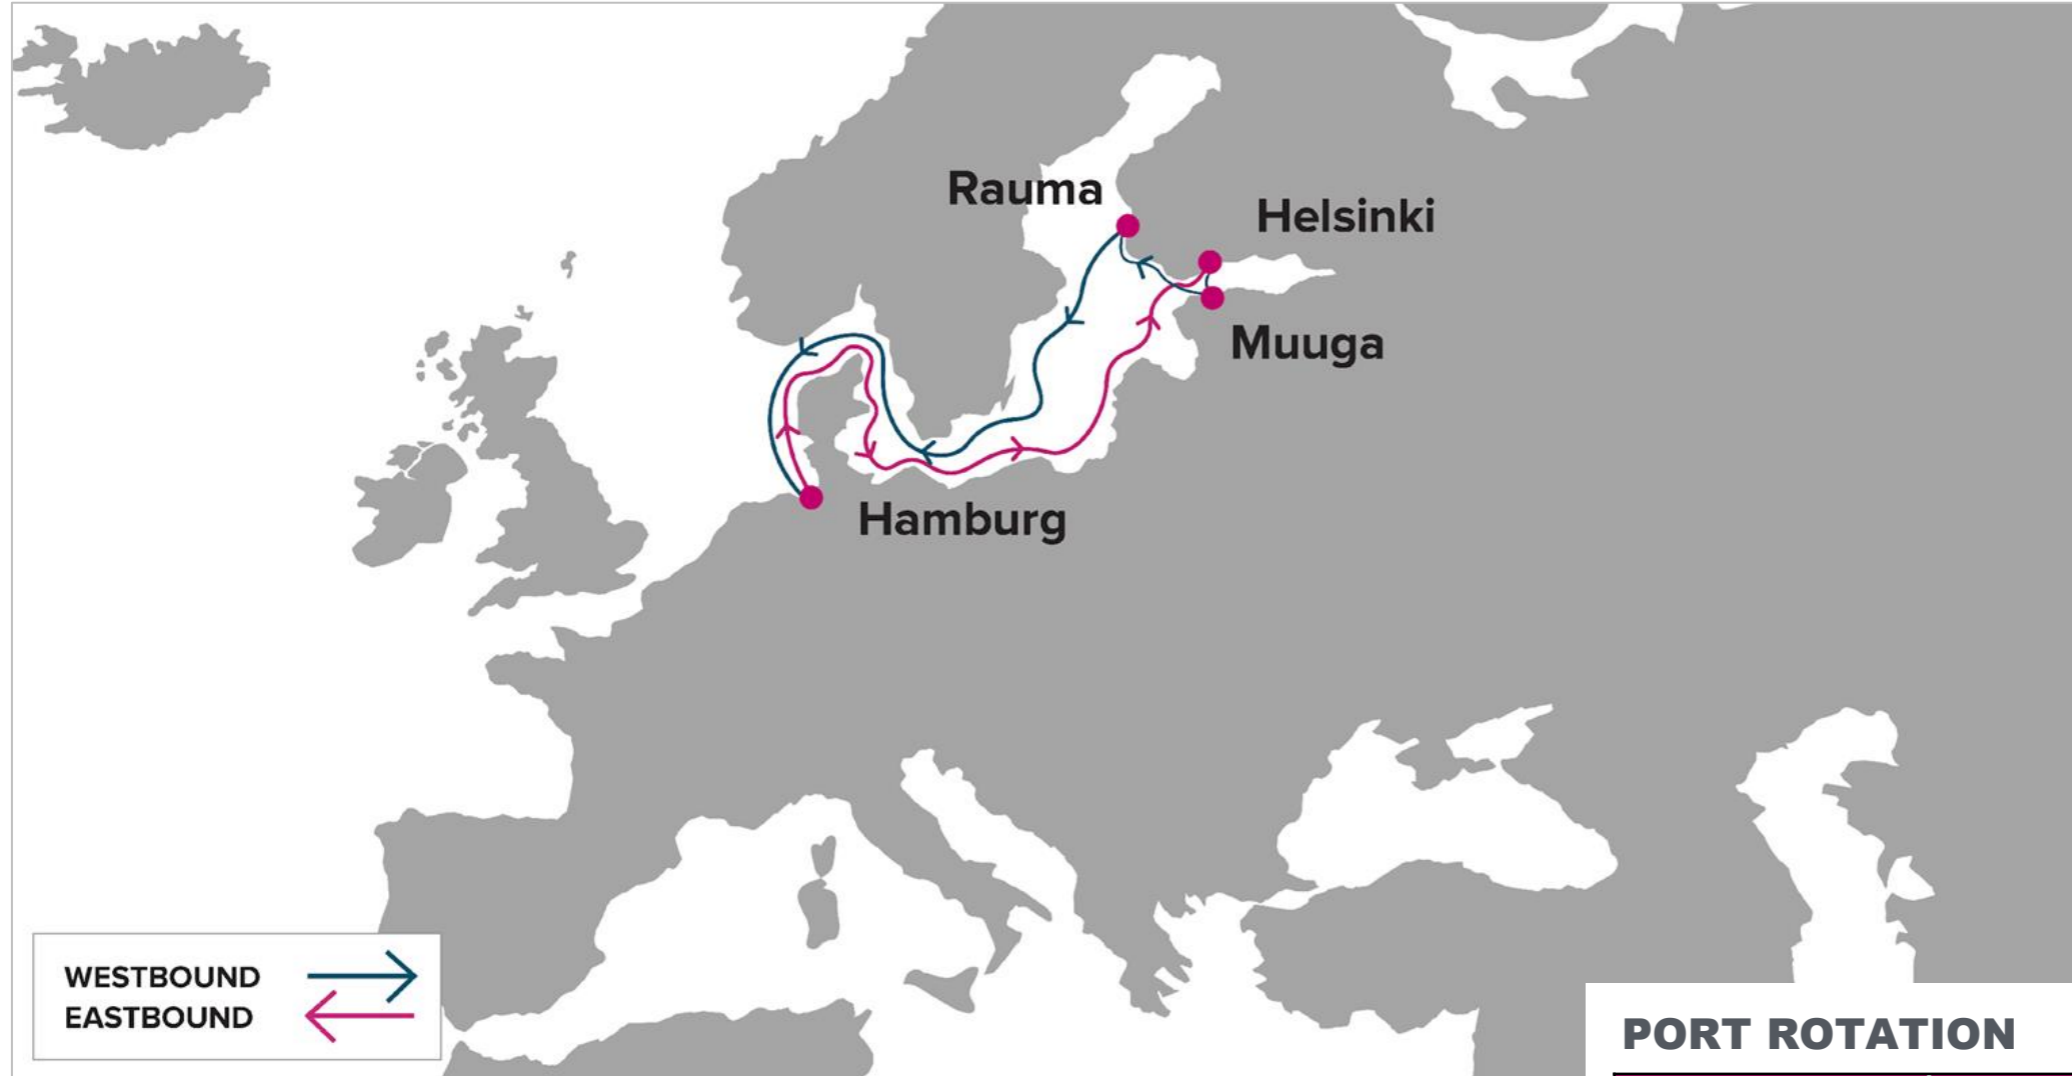 Rauma
Helsinki
Muuga
Hamburg
WESTBOUND
EASTBOUND
PORT ROTATION